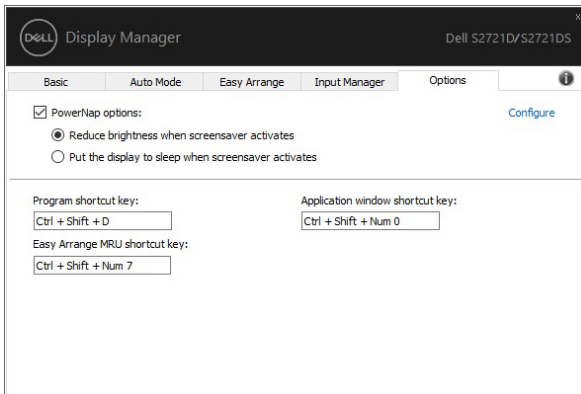 DELL Display Manager Dell S2721D/S2721DS
Basic Auto Mode Easy Arrange Input Manager Options
PowerNap options: Configure
Reduce brightness when screensaver activates
Put the display to sleep when screensaver activates
Program shortcut key: Application window shortcut key:
Ctrl + Shift + D Ctrl + Shift + Num 0
Easy Arrange MRU shortcut key:
Ctrl + Shift + Num 7